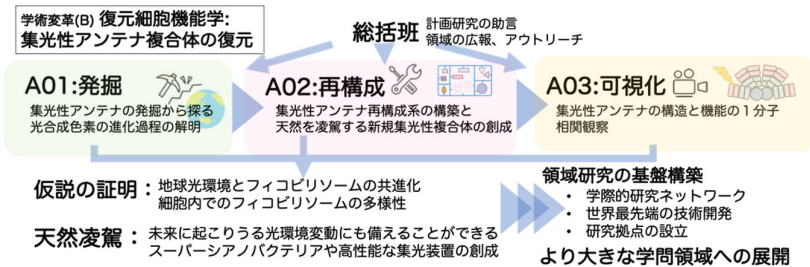 学術変革(B) 復元細胞機能学:
集光性アンテナ複合体の復元
総括班
計画研究の助言
領域の広報、アウトリーチ
A01:発掘
集光性アンテナの発掘から探る
光合成色素の進化過程の解明
A02:再構成
集光性アンテナ再構成系の構築と
天然を凌駕する新規集光性複合体の創成
A03:可視化
集光性アンテナの構造と機能の1分子
相関観察
仮説の証明：地球光環境とフィコビリソームの共進化
細胞内でのフィコビリソームの多様性
天然凌駕：未来に起こりうる光環境変動にも備えることができる
スーパーシアノバクテリアや高性能な集光装置の創成
領域研究の基盤構築
• 学際的研究ネットワーク
• 世界最先端の技術開発
• 研究拠点の設立
より大きな学問領域への展開